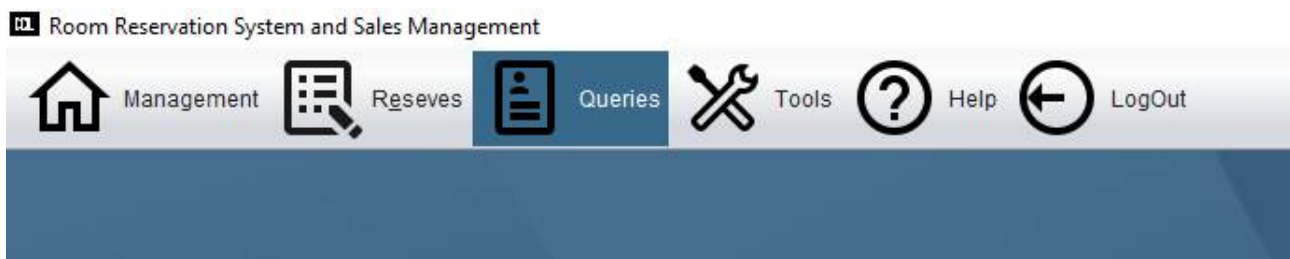 Room Reservation System and Sales Management
Management Reseves Queries Tools Help LogOut